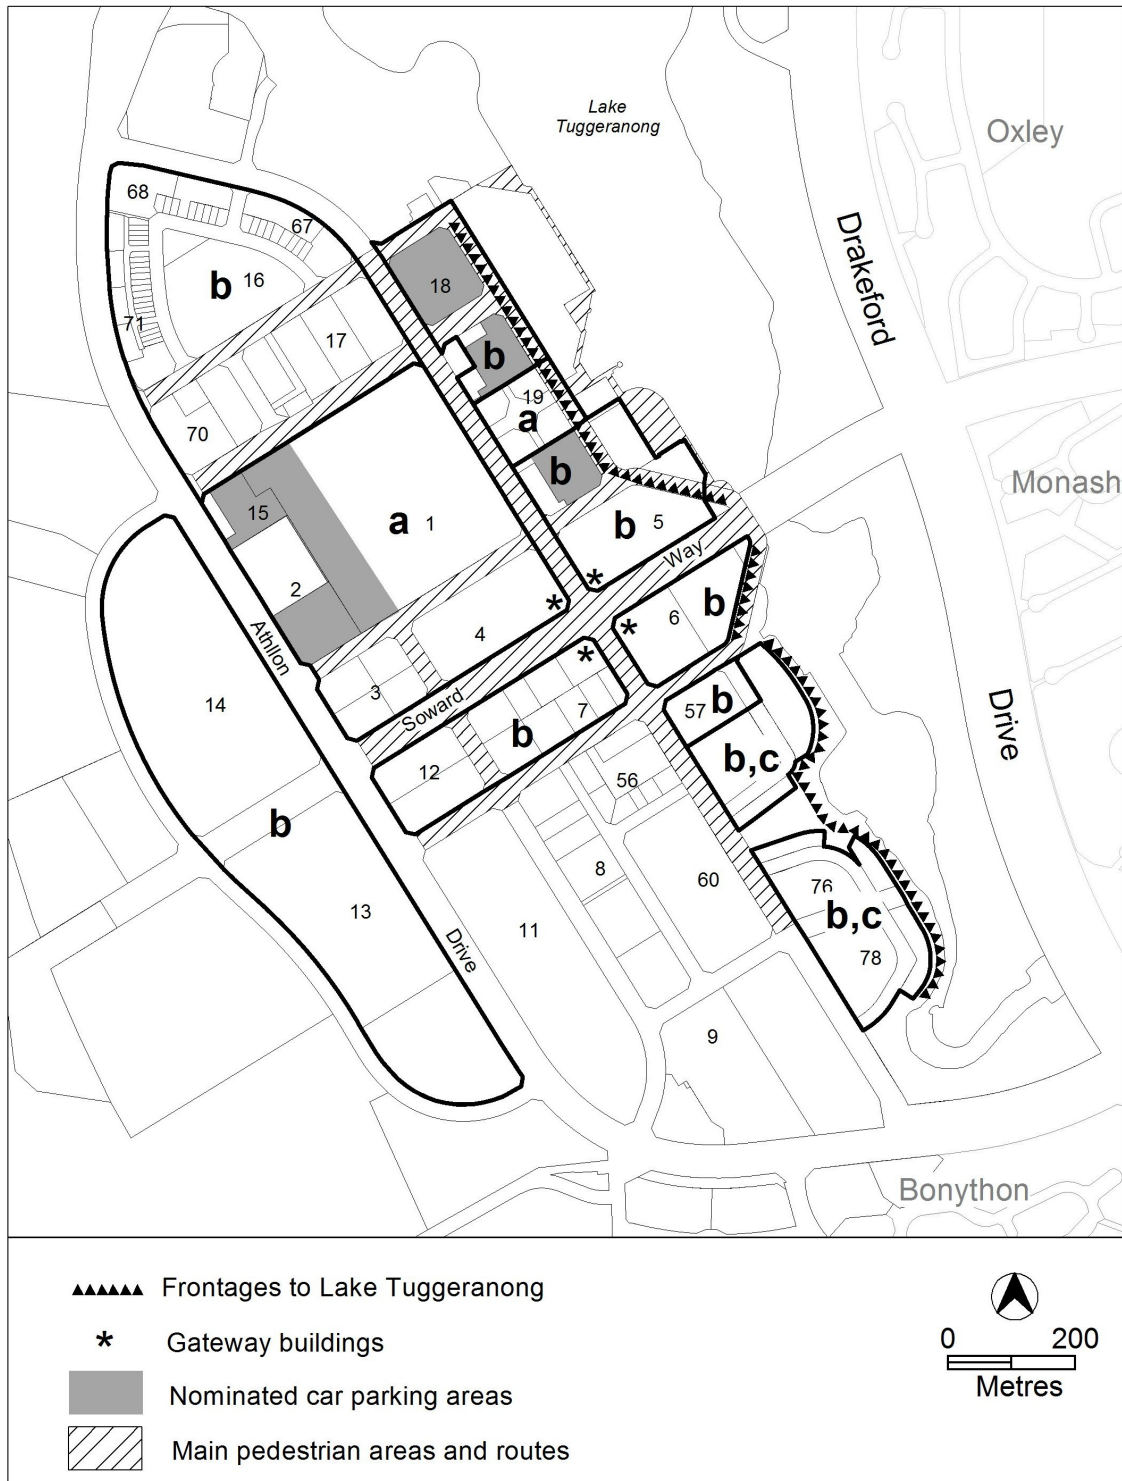 Lake
Tuggeranong
Oxley
68
67
Drakeford
b 16
18
71
17
b
19
a
70
b
Monash
15
a 1
b 5
Way
2
*
*
4
6 b
*
Athllon
*
3
57 b
14
Soward
7
b
b,c
12
56
b
8
60
76
13
b,c
11
Drive
78
Drive
9
Bonython
Frontages to Lake Tuggeranong
* Gateway buildings
0 200
Nominated car parking areas
Metres
Main pedestrian areas and routes